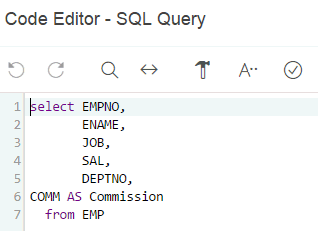 Code Editor - SQL Query
A··
1 select EMPNO,
2 ENAME,
3 JOB,
4 SAL,
5 DEPTNO,
6 COMM AS Commission
7 from EMP